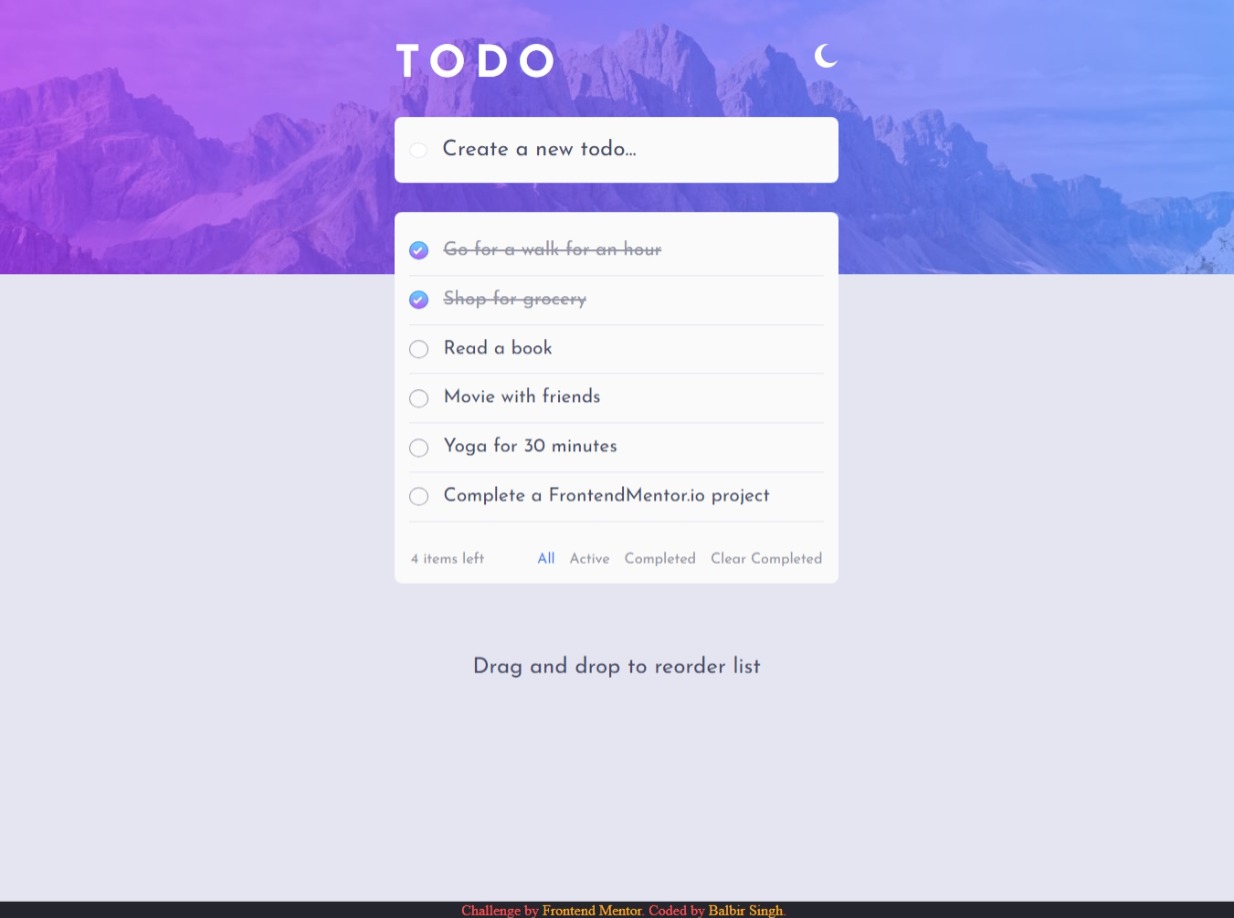 TODO
Create a new todo...
Go for a walk for an hour
Shop for grocery
Read a book
Movie with friends
Yoga for 30 minutes
Complete a FrontendMentor.io project
4 items left All Active Completed Clear Completed
Drag and drop to reorder list
Challenge by Frontend Mentor. Coded by Balbir Singh.